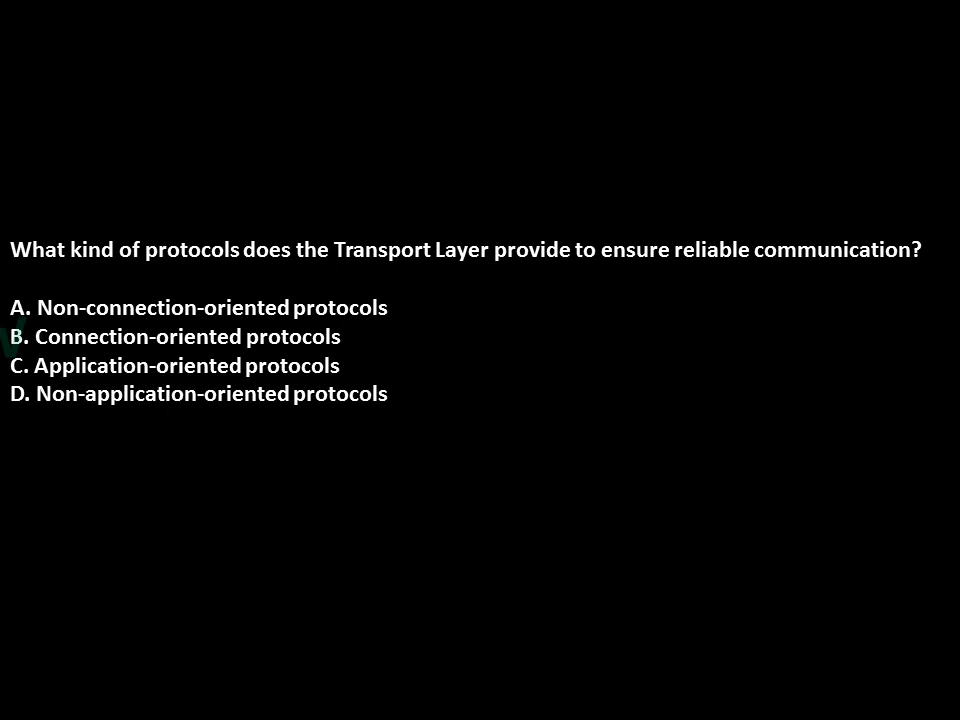 What kind of protocols does the Transport Layer provide to ensure reliable communication?
A. Non-connection-oriented protocols
B. Connection-oriented protocols
C. Application-oriented protocols
D. Non-application-oriented protocols